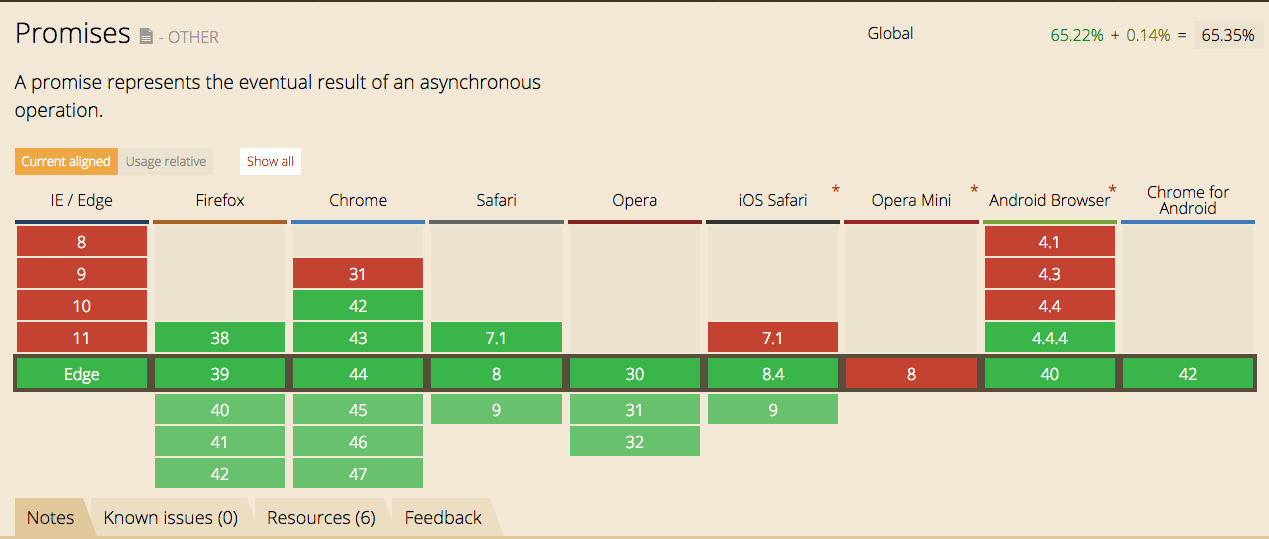 Promises - OTHER
Global 65.22% + 0.14% = 65.35%
A promise represents the eventual result of an asynchronous
operation.
Current aligned Usage relative Show all
IE / Edge Firefox Chrome Safari Opera iOS Safari * Opera Mini * Android Browser * Chrome for
Android
8 4.1
9 31 4.3
10 42 4.4
11 38 43 7.1 7.1 4.4.4
Edge 39 44 8 30 8.4 8 40 42
40 45 9 31 9
41 46 32
42 47
Notes Known issues (0) Resources (6) Feedback